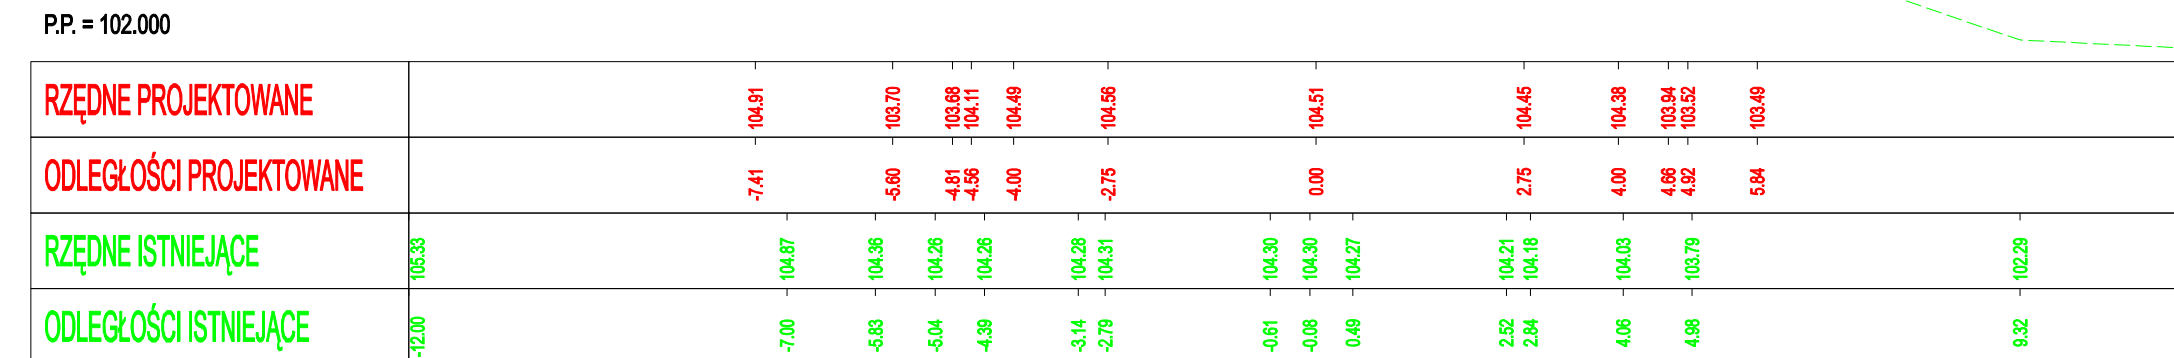 P.P. = 102.000
RZĘDNE PROJEKTOWANE 104.91 103.70 103.68 104.11 104.49 104.56 104.51 104.45 104.38 103.94 103.52 103.49
ODLEGŁOŚCI PROJEKTOWANE -7.41 -5.60 -4.81 -4.56 -4.00 -2.75 0.00 2.75 4.00 4.66 4.92 5.84
RZĘDNE ISTNIEJĄCE 105.33 104.87 104.36 104.26 104.26 104.28 104.31 104.30 104.30 104.27 104.21 104.18 104.03 103.79 102.29
ODLEGŁOŚCI ISTNIEJĄCE -12.00 -7.00 -5.83 -5.04 -4.39 -3.14 -2.79 -0.61 -0.08 0.49 2.52 2.84 4.06 4.98 9.32